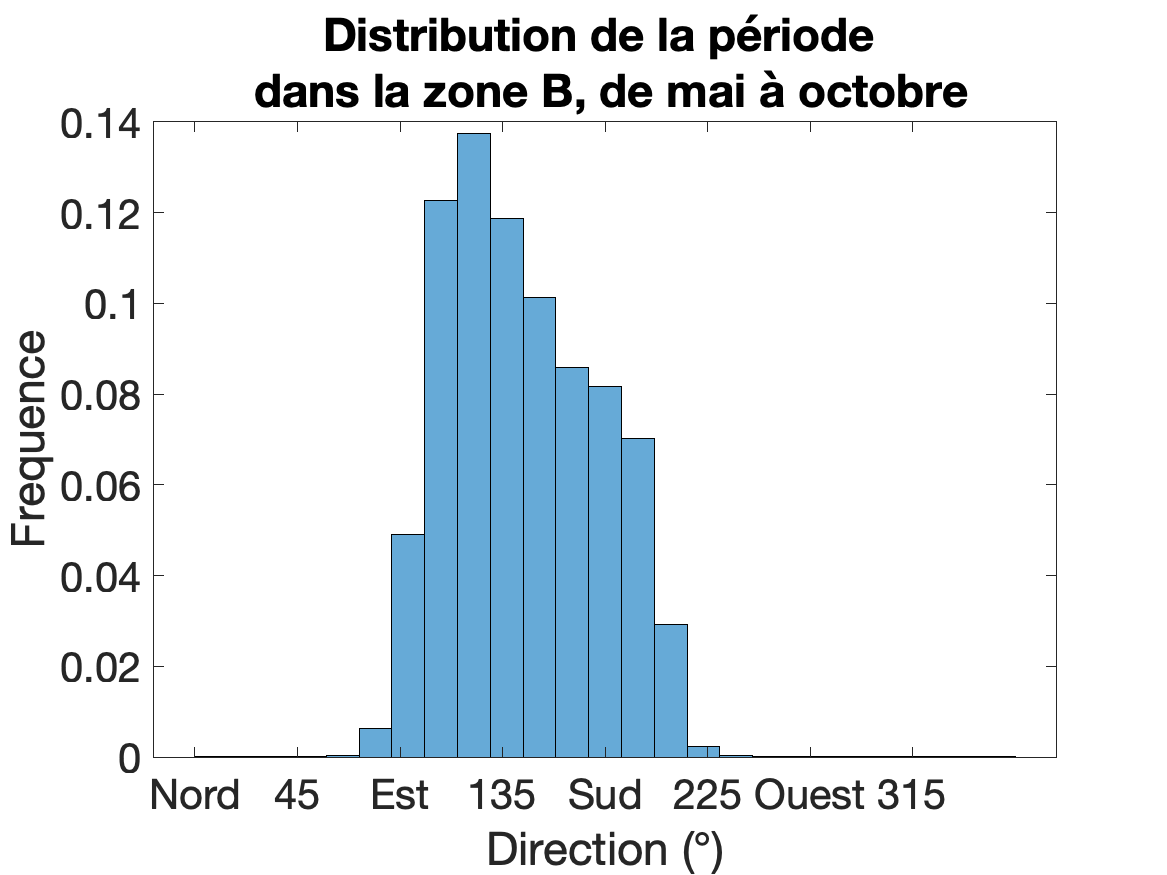 Distribution de la période
dans la zone B, de mai à octobre
0.14
0.12
0.1
0.08
0.06
0.04
0.02
0
Frequence
Nord 45 Est 135 Sud 225 Ouest 315
Direction (°)